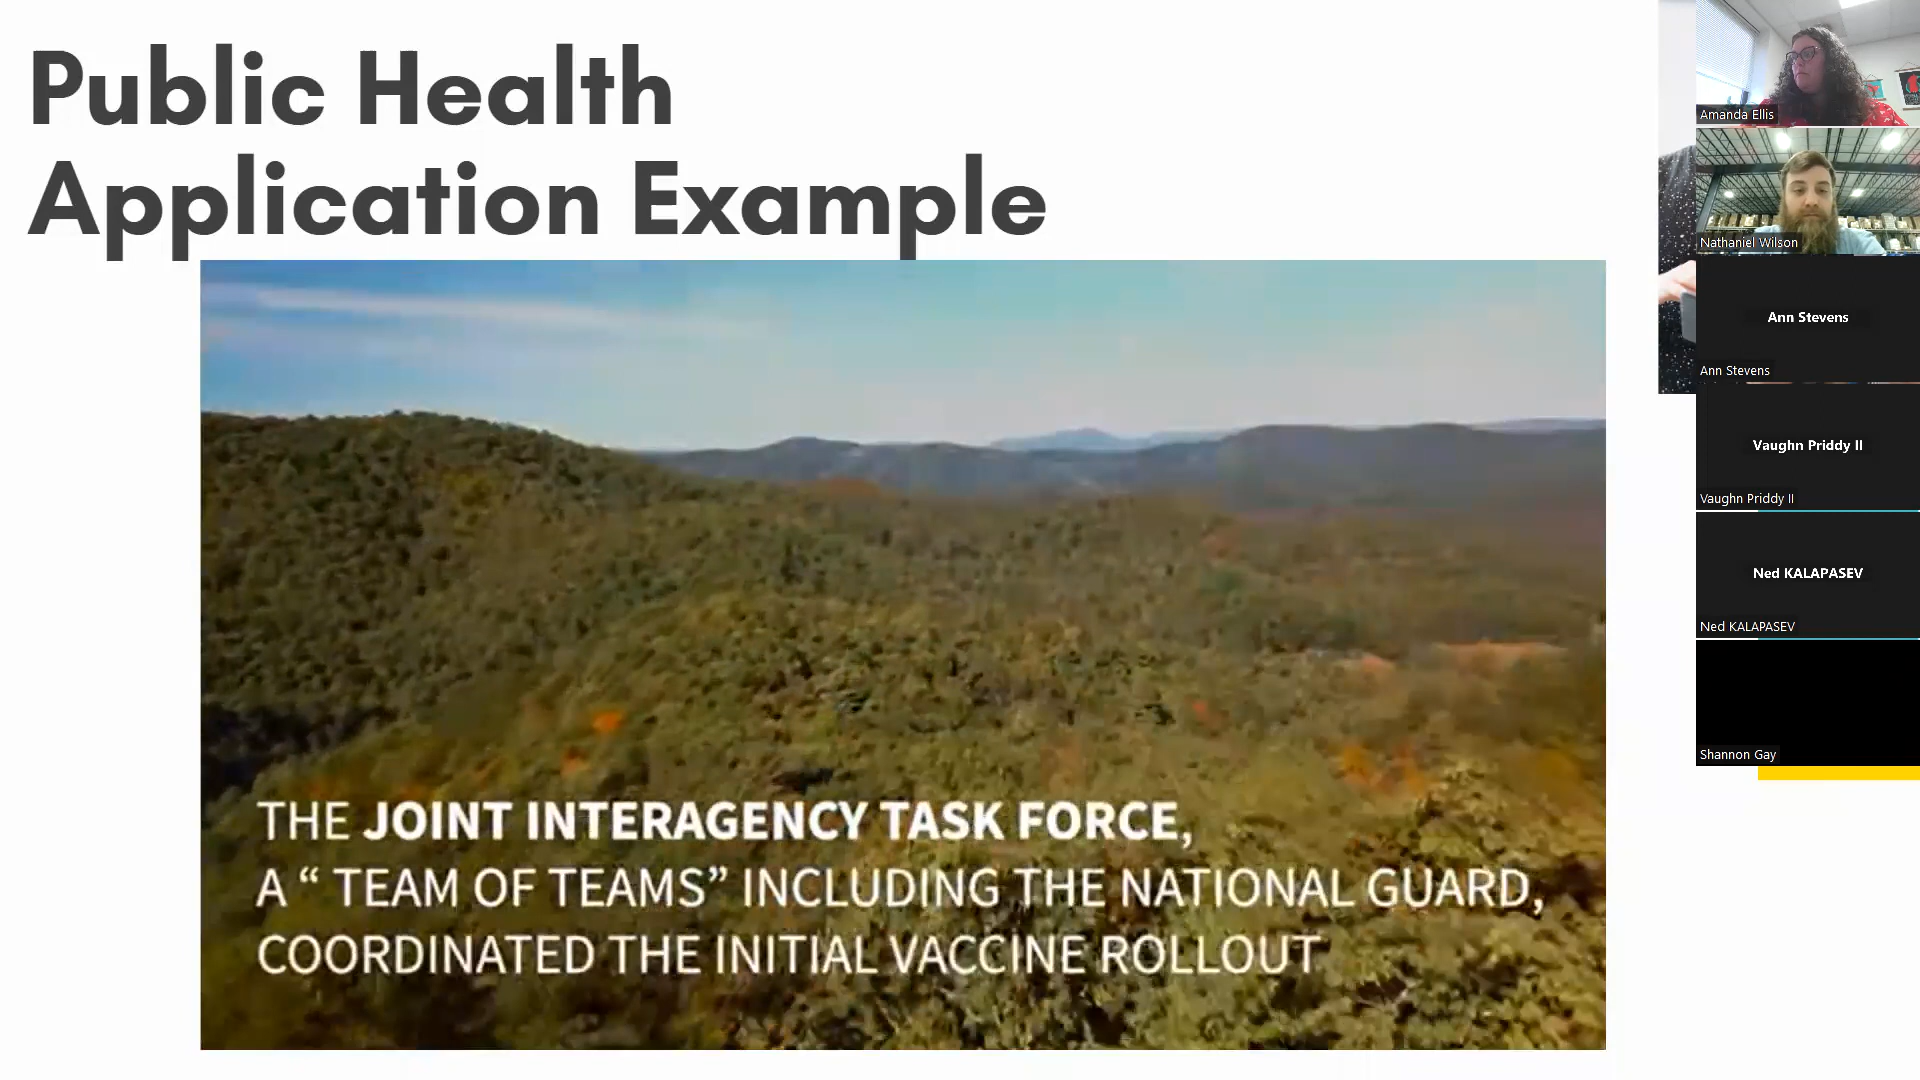 Public Health
Application Example
THE JOINT INTERAGENCY TASK FORCE,
A “ TEAM OF TEAMS” INCLUDING THE NATIONAL GUARD,
COORDINATED THE INITIAL VACCINE ROLLOUT
Amanda Ellis
Nathaniel Wilson
Ann Stevens
Ann Stevens
Vaughn Priddy II
Vaughn Priddy II
Ned KALAPASEV
Ned KALAPASEV
Shannon Gay